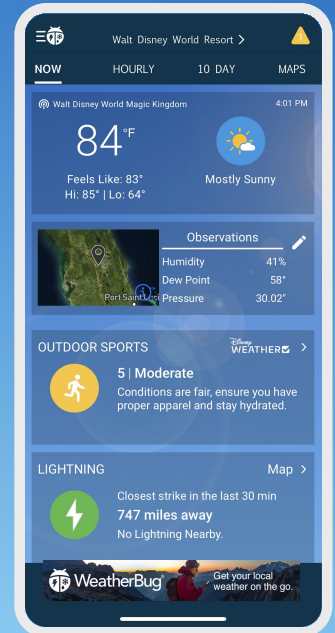 Walt Disney World Resort >
1
NOW HOURLY 10 DAY MAPS
Walt Disney World Magic Kingdom 4:01 PM
84°F
Feels Like: 83°
Hi: 85° | Lo: 64°
Mostly Sunny
Observations
Humidity 41%
Dew Point 58°
Pressure 30.02"
Port Saint
OUTDOOR SPORTS
Disney
WEATHER
5 | Moderate
Conditions are fair, ensure you have
proper apparel and stay hydrated.
LIGHTNING
Map >
Closest strike in the last 30 min
747 miles away
No Lightning Nearby.
WeatherBug
Get your local
weather on the go.